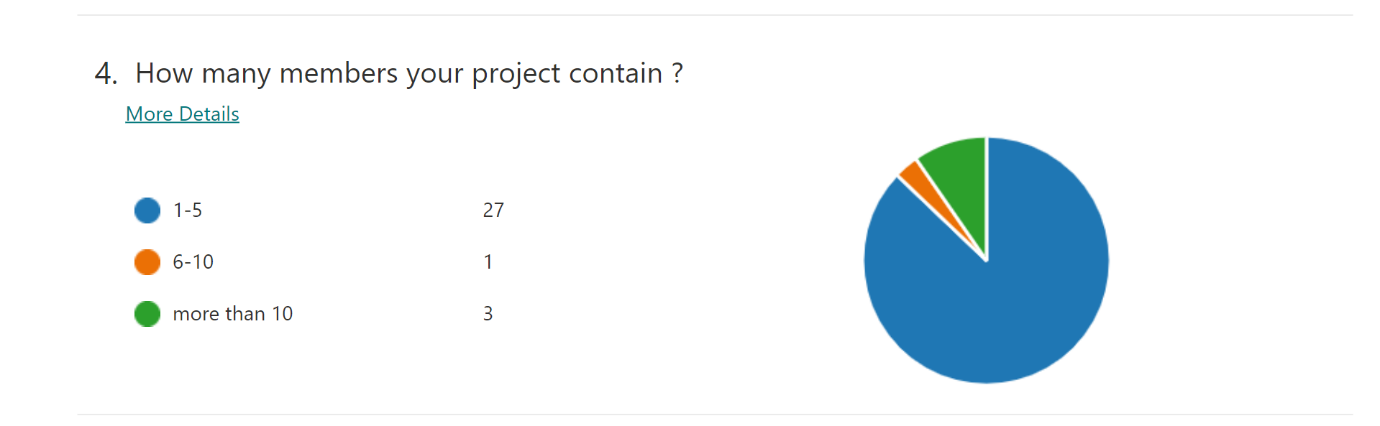 4. How many members your project contain ?
More Details
1-5 27
6-10 1
more than 10 3